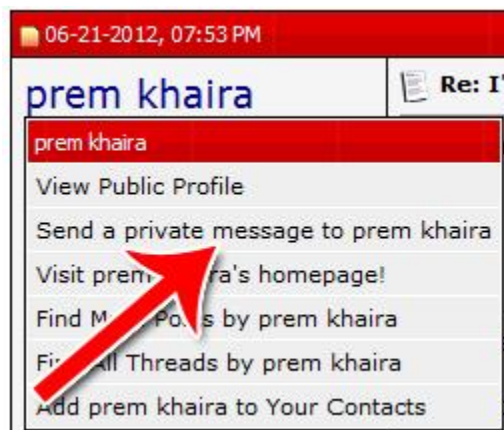 06-21-2012, 07:53 PM
prem khaira
Re: I'
prem khaira
View Public Profile
Send a private message to prem khaira
Visit prem 's homepage!
Find Posts by prem khaira
All Threads by prem khaira
Add prem khaira to Your Contacts